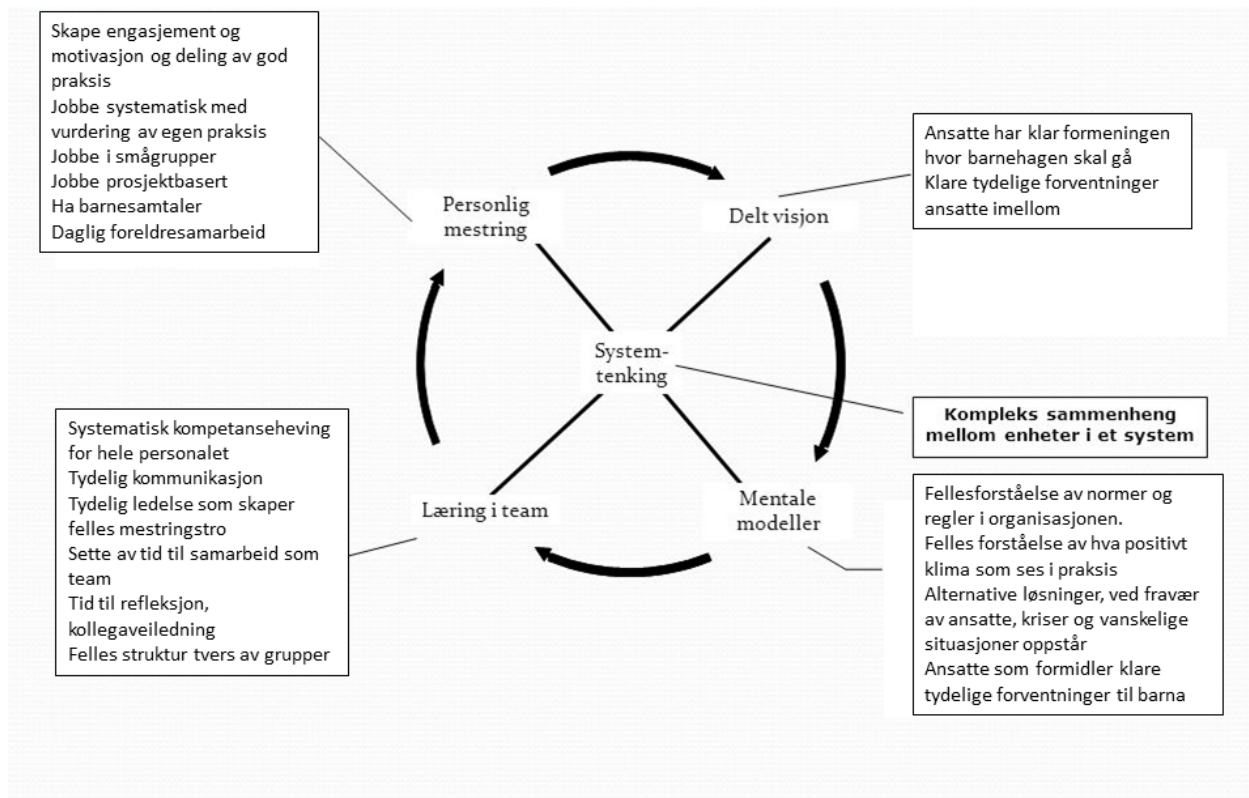 Skape engasjement og
motivasjon og deling av god
praksis
Jobbe systematisk med
vurdering av egen praksis
Jobbe i smågrupper
Jobbe prosjektbasert
Ha barnesamtaler
Daglig foreldresamarbeid
Personlig
mestring
Delt visjon
Ansatte har klar formeningen
hvor barnehagen skal gå
Klare tydelige forventninger
ansatte imellom
System-
tenking
Kompleks sammenheng
mellom enheter i et system
Systematisk kompetanseheving
for hele personalet
Tydelig kommunikasjon
Tydelig ledelse som skaper
felles mestringstro
Sette av tid til samarbeid som
team
Tid til refleksjon,
kollegaveiledning
Felles struktur tvers av grupper
Læring i team
Mentale
modeller
Fellesforståelse av normer og
regler i organisasjonen.
Felles forståelse av hva positivt
klima som ses i praksis
Alternative løsninger, ved fravær
av ansatte, kriser og vanskelige
situasjoner oppstår
Ansatte som formidler klare
tydelige forventninger til barna